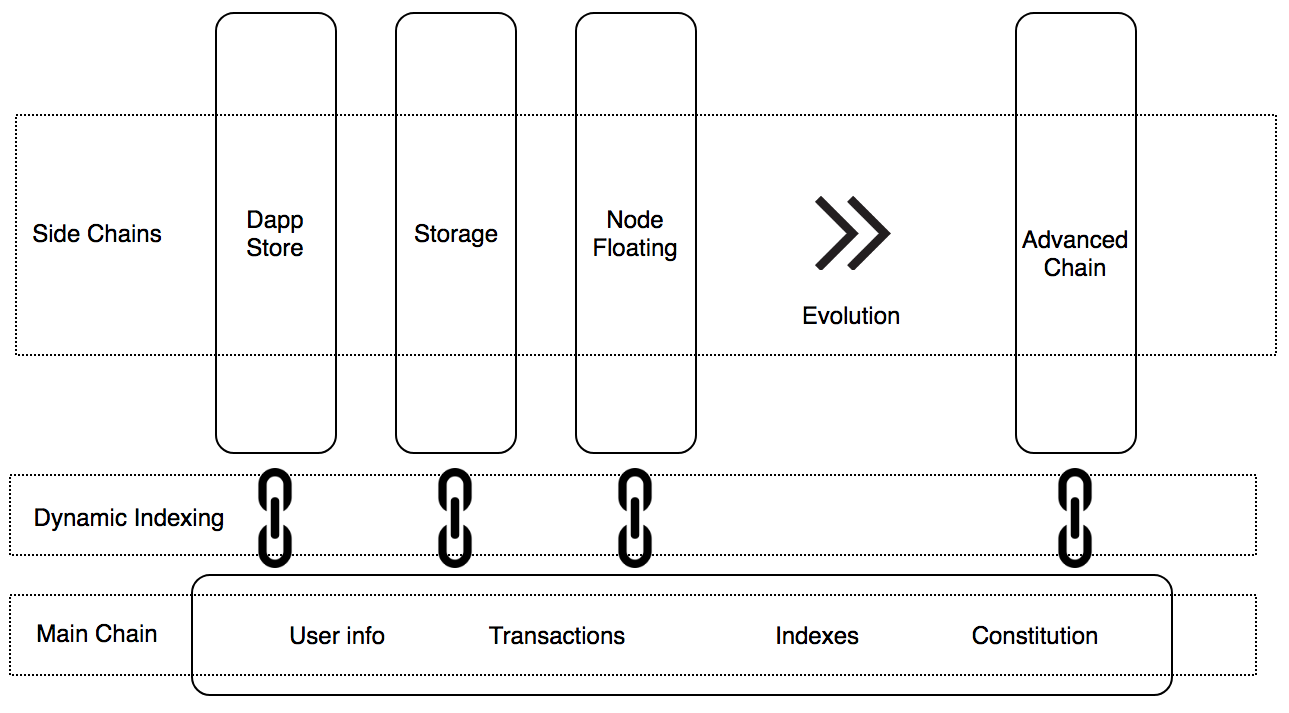 Side Chains
Dapp
Store
Storage
Node
Floating
Evolution
Advanced
Chain
Dynamic Indexing
Main Chain
User info
Transactions
Indexes
Constitution